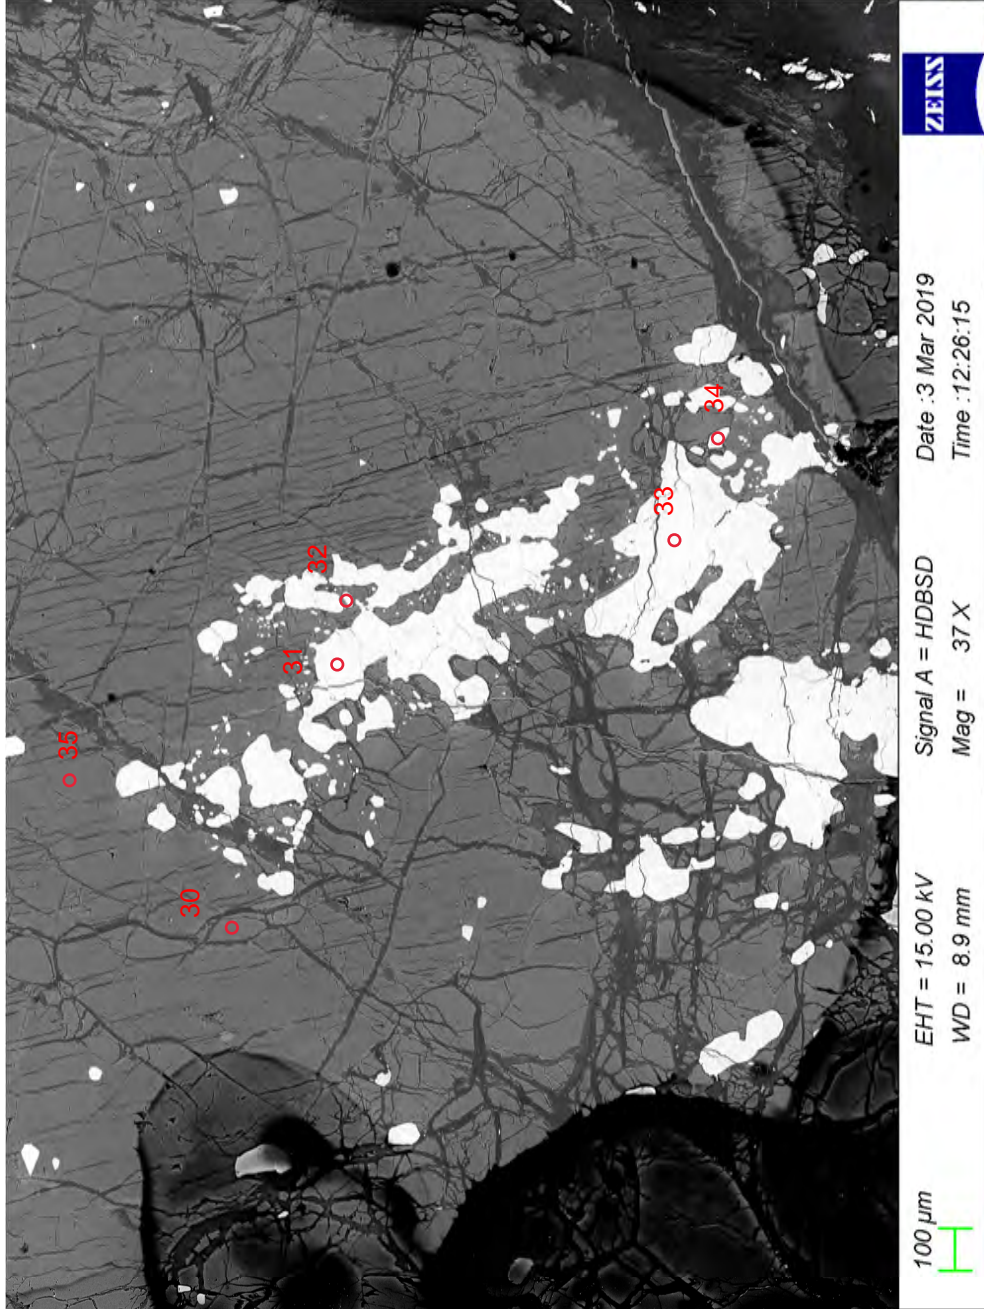 35
30
31
32
33
34
100 µm
EHT = 15.00 kV
WD = 8.9 mm
Signal A = HDBSD
Mag = 37 X
Date :3 Mar 2019
Time :12:26:15
ZEISS